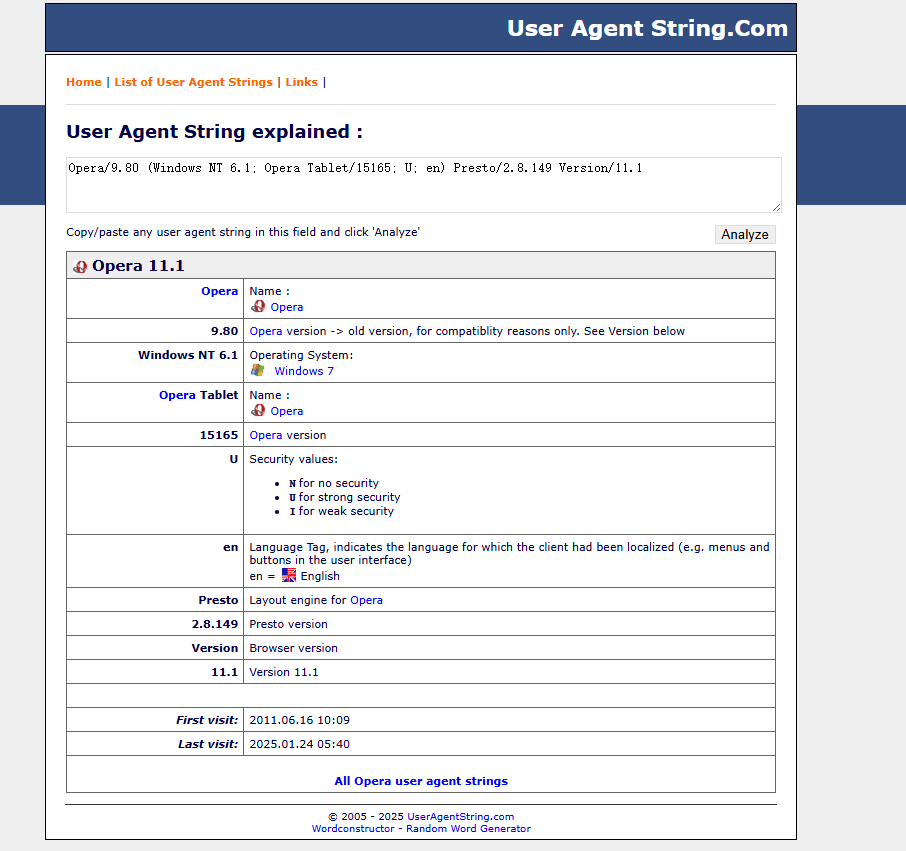 User Agent String.Com
Home | List of User Agent Strings | Links |
User Agent String explained :
Opera/9.80 (Windows NT 6.1; Opera Tablet/15165; U; en) Presto/2.8.149 Version/11.1
Copy/paste any user agent string in this field and click 'Analyze'
Analyze
Opera 11.1
Opera Name :
Opera
9.80 Opera version -> old version, for compatiblity reasons only. See Version below
Windows NT 6.1 Operating System:
Windows 7
Opera Tablet Name :
Opera
15165 Opera version
U Security values:
• N for no security
• U for strong security
• I for weak security
en Language Tag, indicates the language for which the client had been localized (e.g. menus and
buttons in the user interface)
en = English
Presto Layout engine for Opera
2.8.149 Presto version
Version Browser version
11.1 Version 11.1
First visit: 2011.06.16 10:09
Last visit: 2025.01.24 05:40
All Opera user agent strings
© 2005 - 2025 UserAgentString.com
Wordconstructor - Random Word Generator